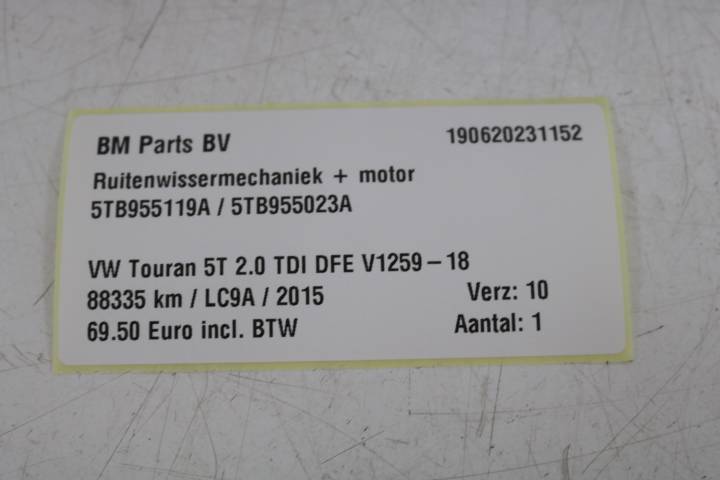 BM Parts BV 190620231152
Ruitenwissermechaniek + motor
5TB955119A / 5TB955023A
VW Touran 5T 2.0 TDI DFE V1259 – 18
88335 km / LC9A / 2015 Verz: 10
69.50 Euro incl. BTW Aantal: 1